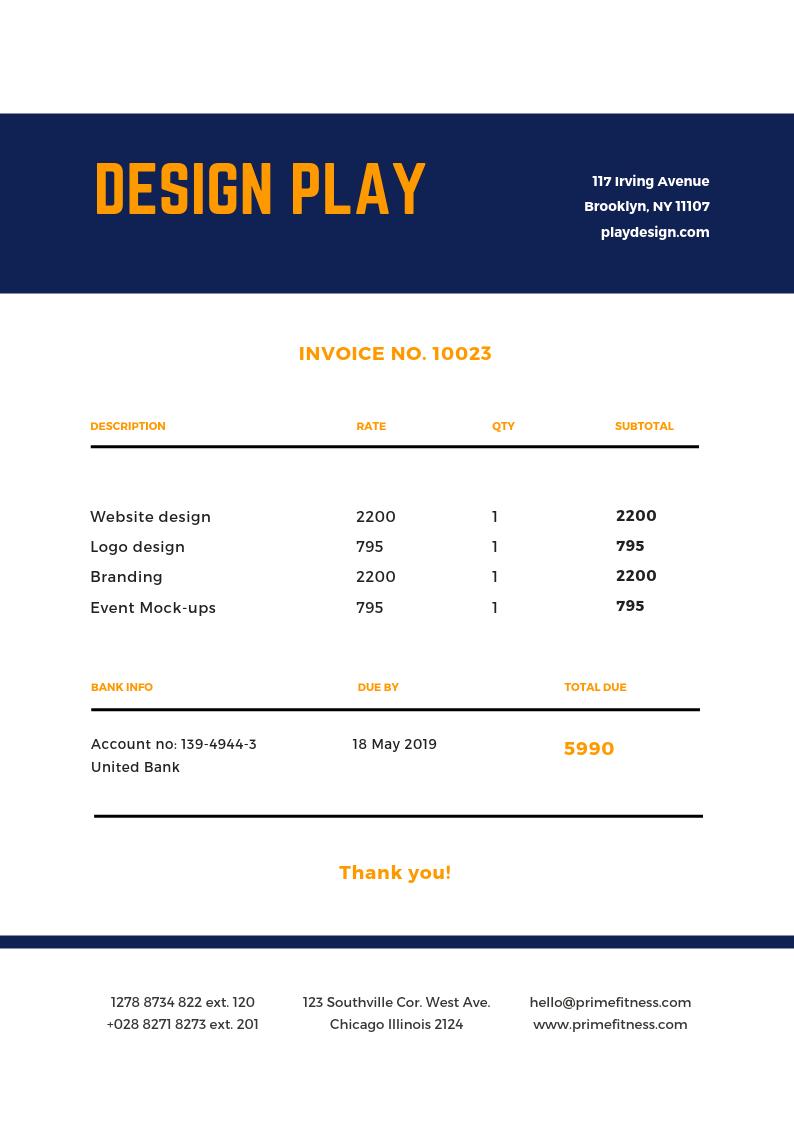 DESIGN PLAY
117 Irving Avenue
Brooklyn, NY 11107
playdesign.com
INVOICE NO. 10023
DESCRIPTION RATE QTY SUBTOTAL
Website design 2200 1 2200
Logo design 795 1 795
Branding 2200 1 2200
Event Mock-ups 795 1 795
BANK INFO DUE BY TOTAL DUE
Account no: 139-4944-3 18 May 2019 5990
United Bank
Thank you!
1278 8734 822 ext. 120 123 Southville Cor. West Ave. hello@primefitness.com
+028 8271 8273 ext. 201 Chicago Illinois 2124 www.primefitness.com